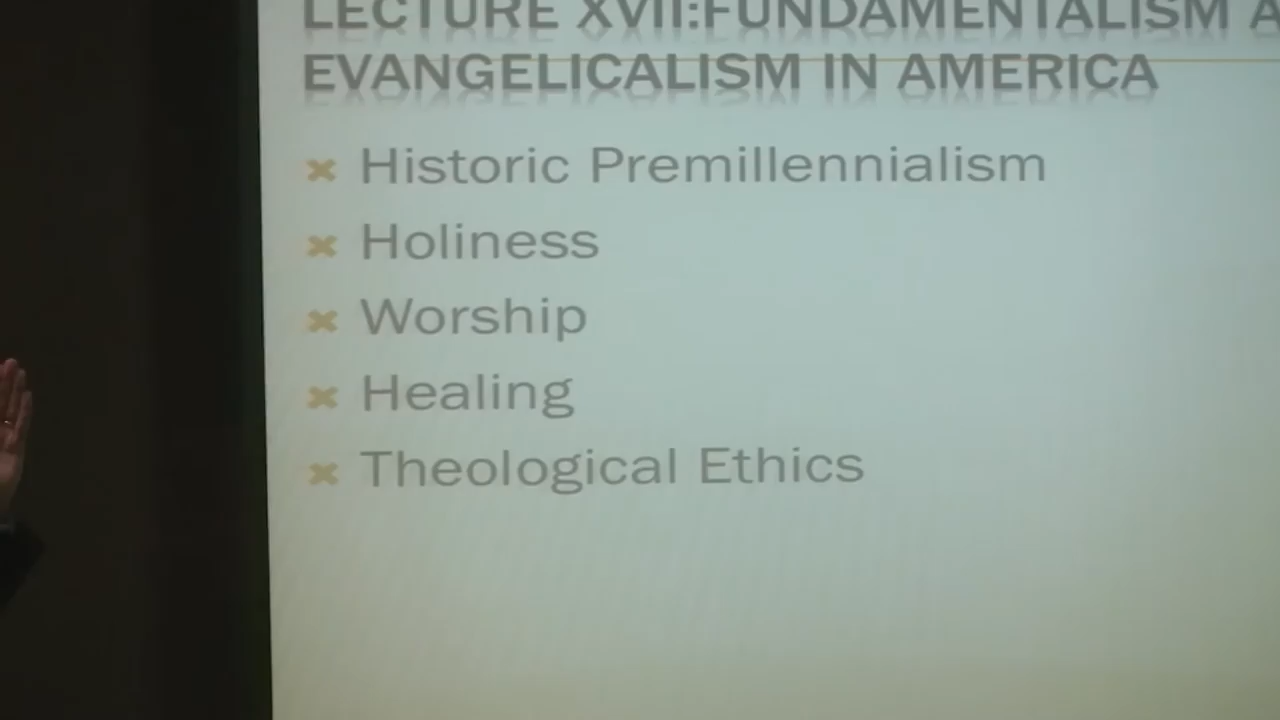 LECTURE XVII:FUNDAMENTALISM A
EVANGELICALISM IN AMERICA
Historic Premillennialism
Holiness
Worship
Healing
Theological Ethics